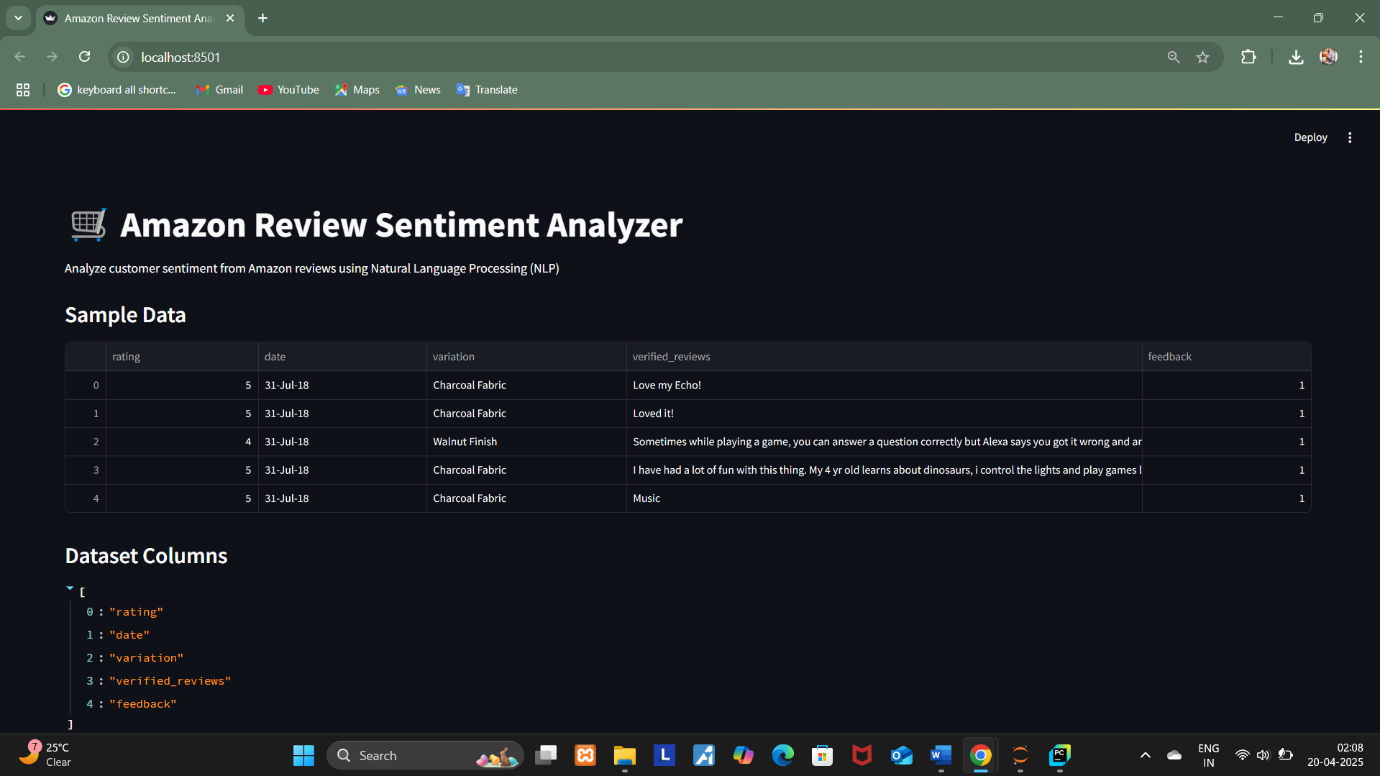 Amazon Review Sentiment Ana
localhost:8501
keyboard all shortc...
Gmail
YouTube
Maps
News
Translate
Deploy
Amazon Review Sentiment Analyzer
Analyze customer sentiment from Amazon reviews using Natural Language Processing (NLP)
Sample Data
rating date variation verified_reviews feedback
0 5 31-Jul-18 Charcoal Fabric Love my Echo! 1
1 5 31-Jul-18 Charcoal Fabric Loved it! 1
2 4 31-Jul-18 Walnut Finish Sometimes while playing a game, you can answer a question correctly but Alexa says you got it wrong and 1
3 5 31-Jul-18 Charcoal Fabric I have had a lot of fun with this thing. My 4 yr old learns about dinosaurs, i control the lights and play games 1
4 5 31-Jul-18 Charcoal Fabric Music 1
Dataset Columns
[
0 : "rating"
1 : "date"
2 : "variation"
3 : "verified_reviews"
4 : "feedback"
]
7
25°C
Clear
Search
L
PC
ENG
IN
02:08
20-04-2025